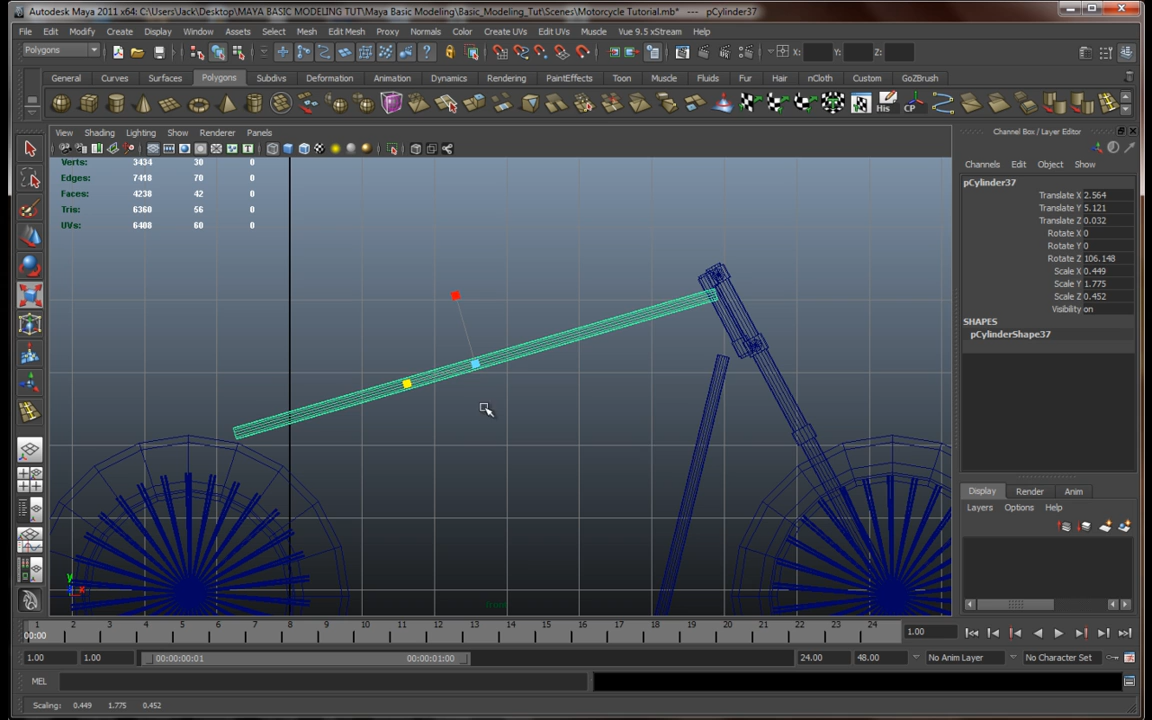 Autodesk Maya 2011 x64: C:\Users\Jack\Desktop\MAYA BASIC MODELING TUT\Maya Basic Modeling\Basic_Modeling_Tut\Scenes\Motorcycle Tutorial.mb* --- pCylinder37
File Edit Modify Create Display Window Assets Select Mesh Edit Mesh Proxy Normals Color Create UVs Edit UVs Muscle Vue 9.5 xStream Help
Polygons X: Y: Z:
General Curves Surfaces Polygons Subdivs Deformation Animation Dynamics Rendering PaintEffects Toon Muscle Fluids Fur Hair nCloth Custom GoZBrush
His CP
View Shading Lighting Show Renderer Panels
Channel Box / Layer Editor
Channels Edit Object Show
Verts: 3434 30 0
Edges: 7418 70 0
Faces: 4238 42 0
Tris: 6360 56 0
UVs: 6408 60 0
pCylinder37
Translate X 2.564
Translate Y 5.121
Translate Z 0.032
Rotate X 0
Rotate Y 0
Rotate Z 106.148
Scale X 0.449
Scale Y 1.775
Scale Z 0.452
Visibility on
SHAPES
pCylinderShape37
Display Render Anim
Layers Options Help
y
x
front
1 2 3 4 5 6 7 8 9 10 11 12 13 14 15 16 17 18 19 20 21 22 23 24
00:00
1.00
1.00 1.00 00:00:00:01 00:00:01:00 24.00 48.00 No Anim Layer No Character Set
MEL
Scaling: 0.449 1.775 0.452